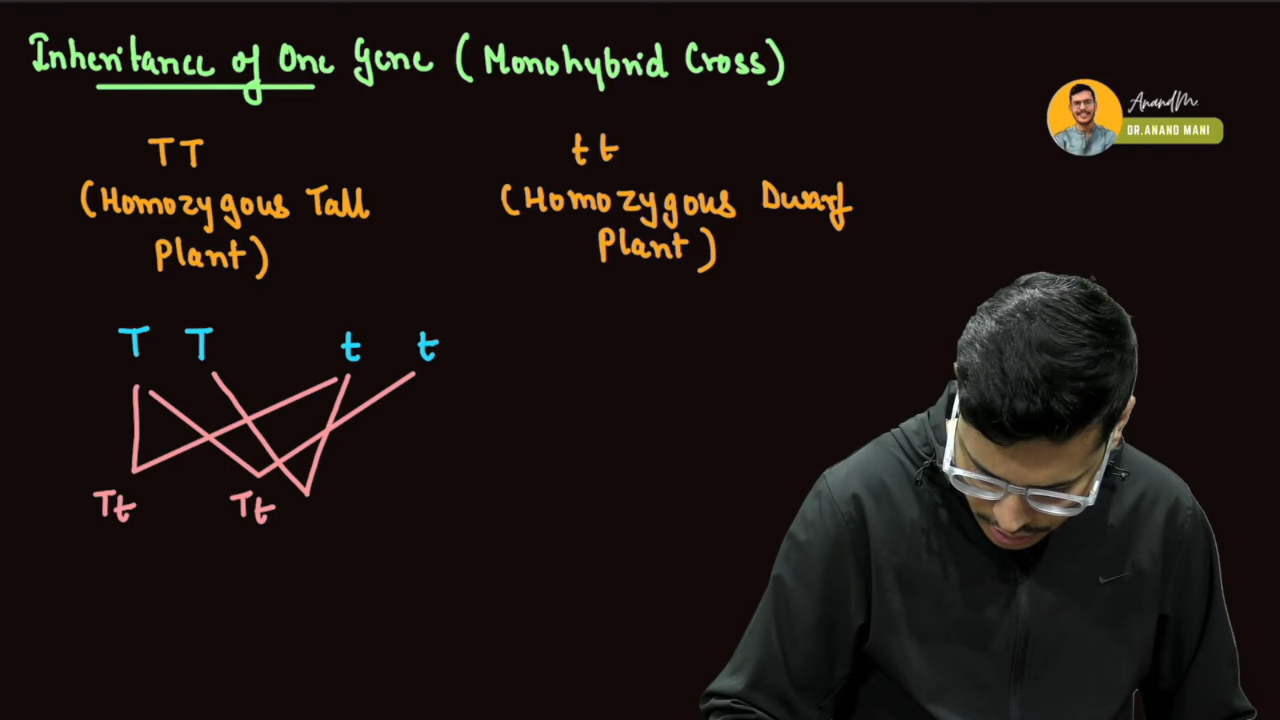 Inheritance of One Gene (Monohybrid Cross)
AnandM.
DR.ANAND MANI
TT
tt
(Homozygous Tall
Plant)
(Homozygous Dwarf
Plant)
T T t t
Tt Tt